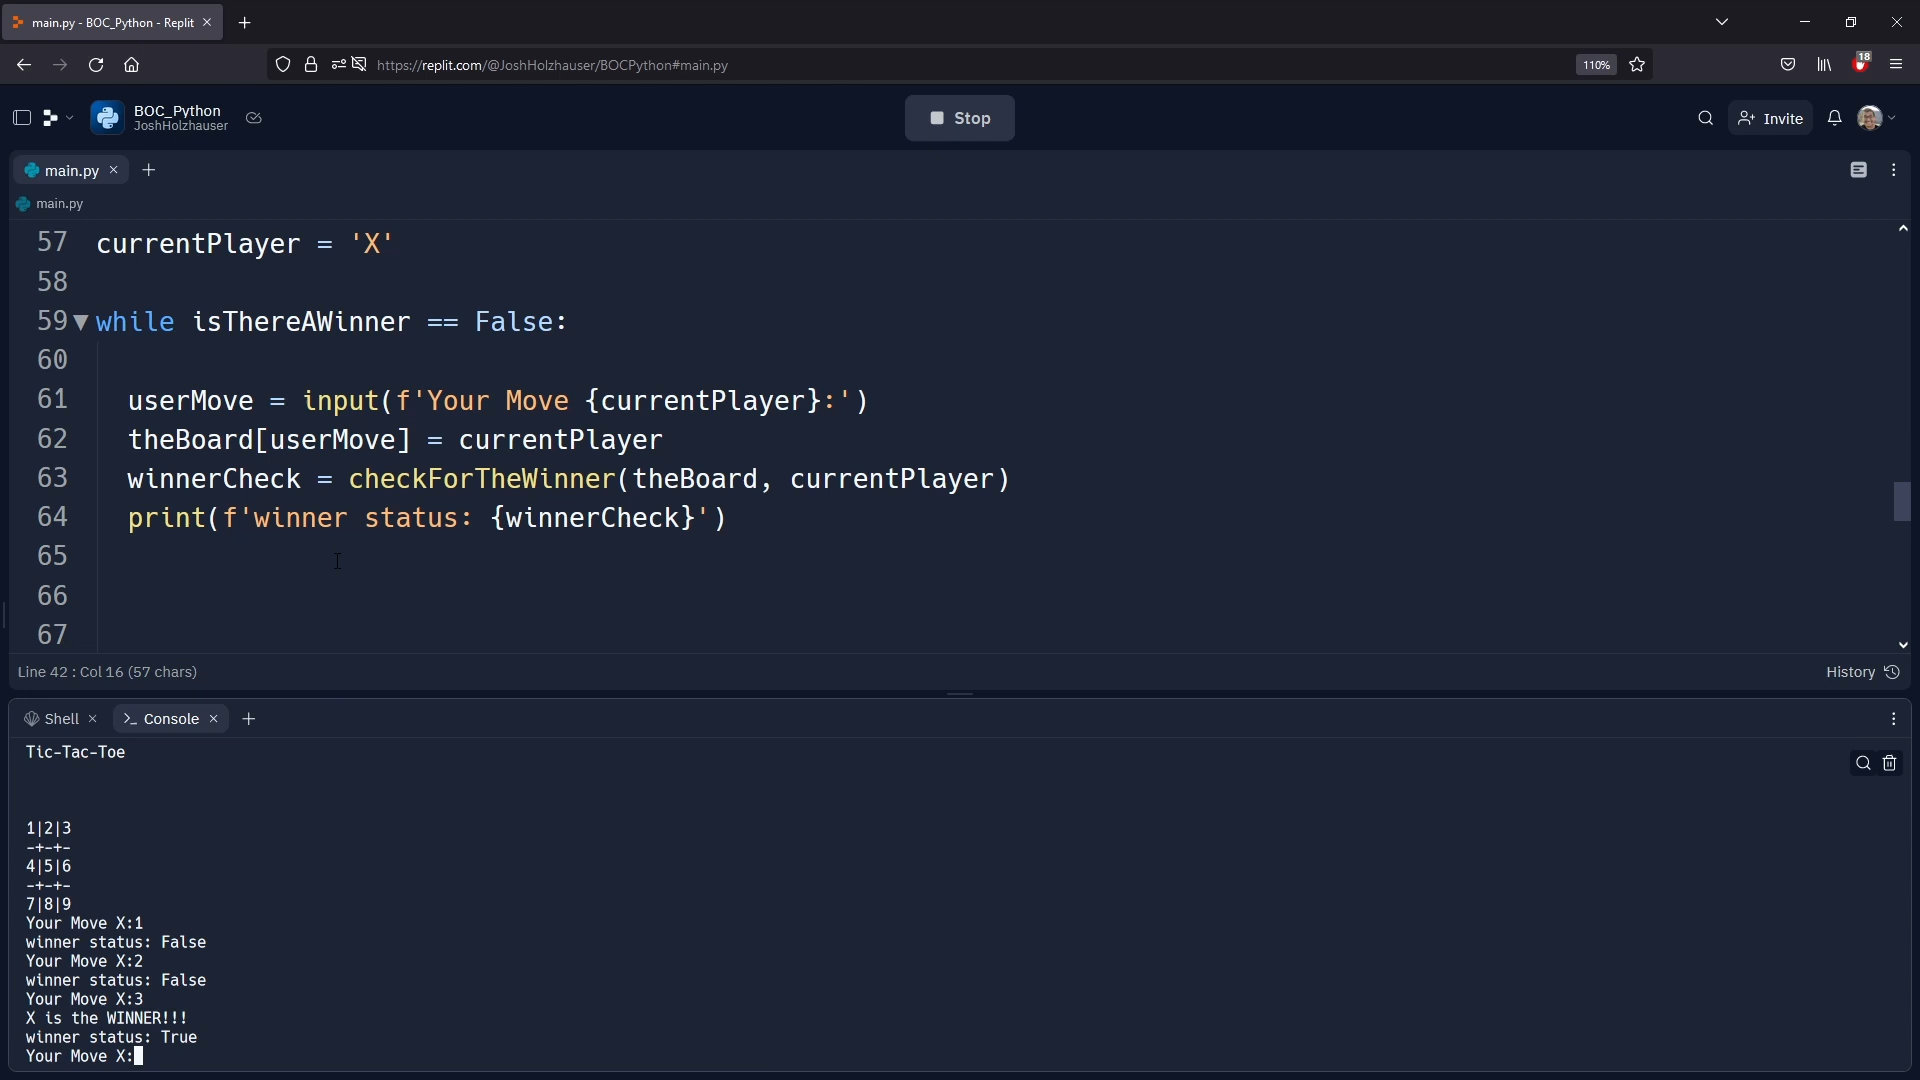 main.py - BOC_Python - Replit
https://replit.com/@JoshHolzhauser/BOCPython#main.py
110%
18
BOC_Python
JoshHolzhauser
Stop
Invite
main.py
main.py
57 currentPlayer = 'X'
58
59 while isThereAWinner == False:
60
61 userMove = input(f'Your Move {currentPlayer}:')
62 theBoard[userMove] = currentPlayer
63 winnerCheck = checkForTheWinner(theBoard, currentPlayer)
64 print(f'winner status: {winnerCheck}')
65
66
67
Line 42 : Col 16 (57 chars)
History
Shell
Console
Tic-Tac-Toe
1|2|3
-+-+-
4|5|6
-+-+-
7|8|9
Your Move X:1
winner status: False
Your Move X:2
winner status: False
Your Move X:3
X is the WINNER!!!
winner status: True
Your Move X: